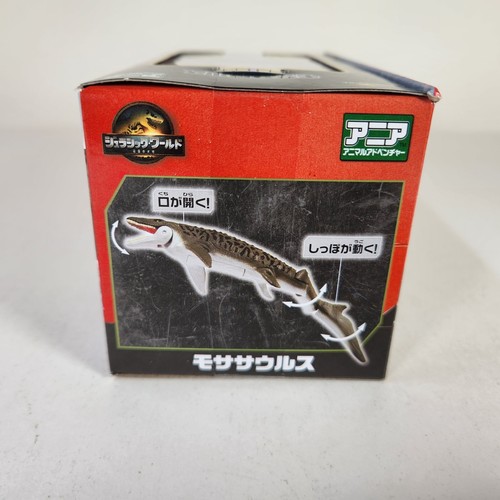 ジュラシック・ワールド
アニア
アニマルアドベンチャー
くち ひら
口が開く!
うご
しっぽが動く!
モササウルス